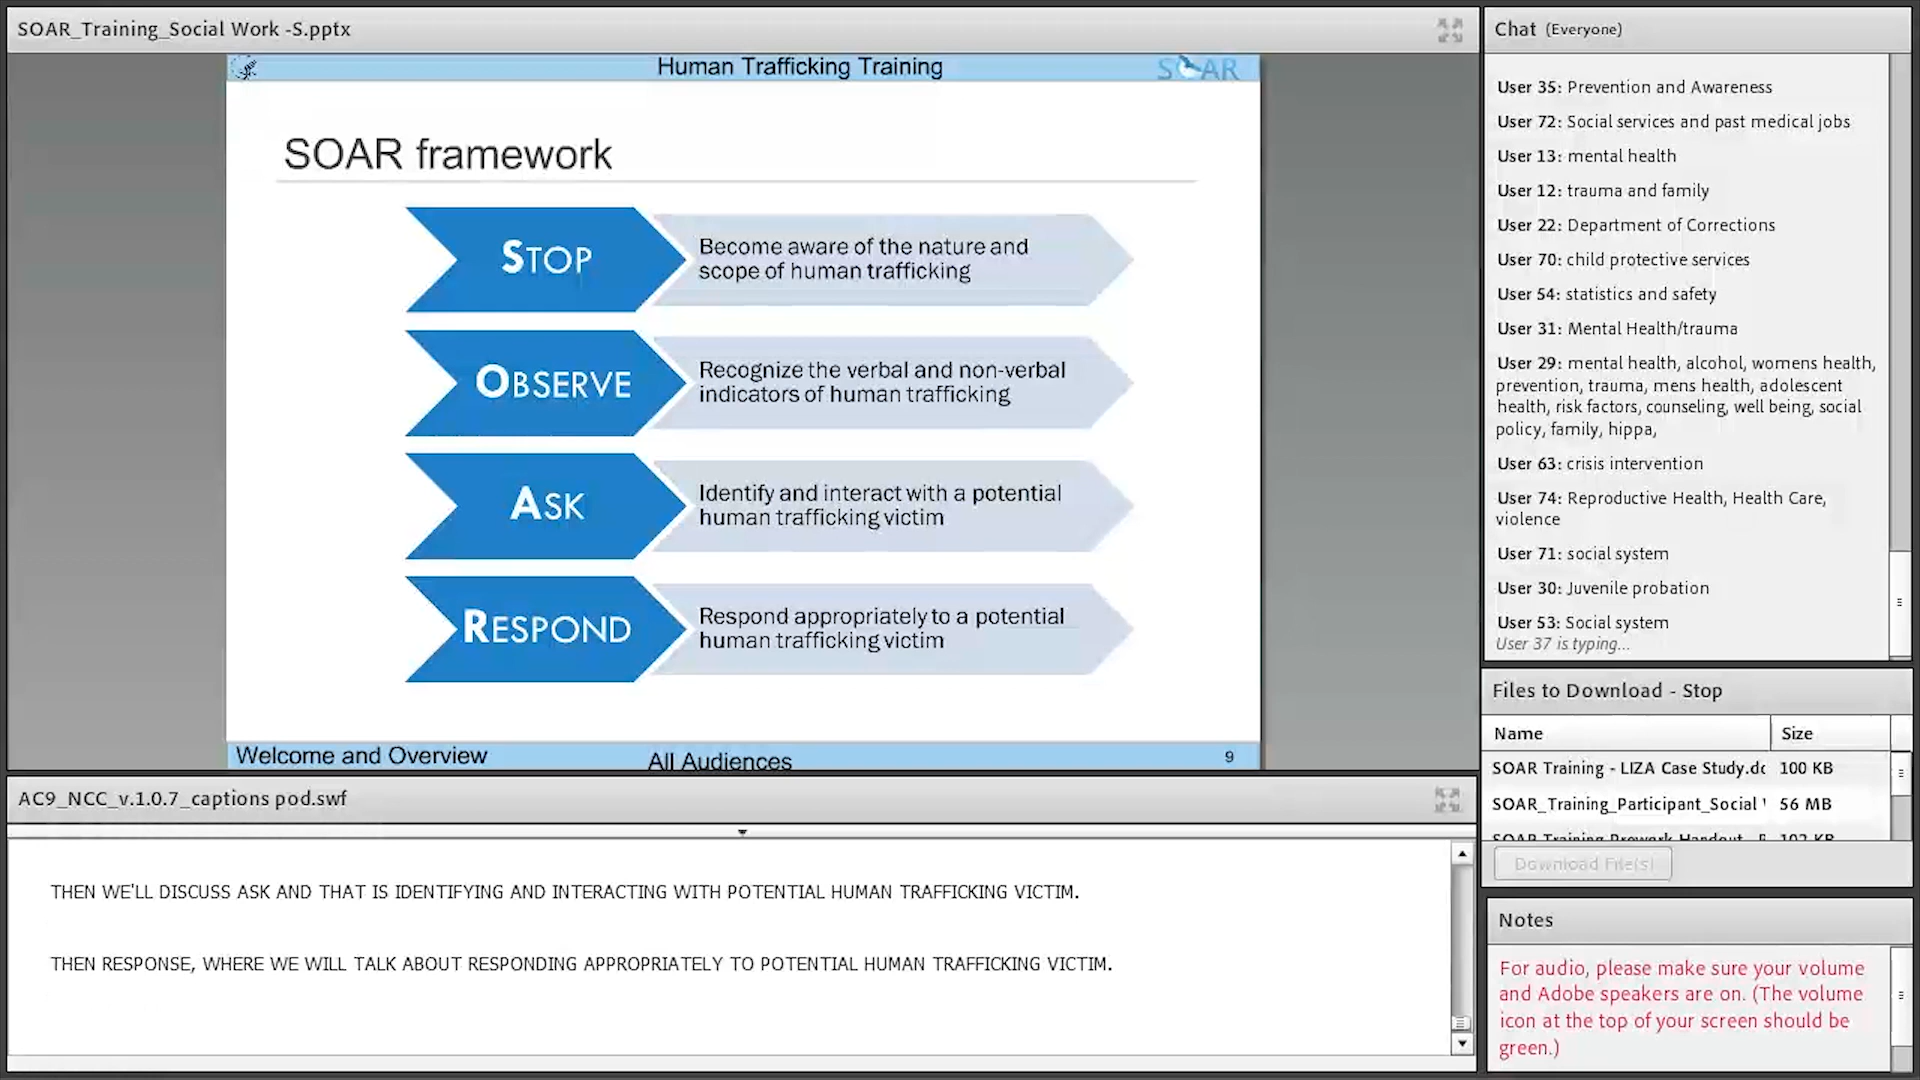 SOAR_Training_Social Work -S.pptx
Human Trafficking Training
SOAR
SOAR framework
STOP
Become aware of the nature and
scope of human trafficking
OBSERVE
Recognize the verbal and non-verbal
indicators of human trafficking
ASK
Identify and interact with a potential
human trafficking victim
RESPOND
Respond appropriately to a potential
human trafficking victim
Welcome and Overview
All Audiences
9
AC9_NCC_v.1.0.7_captions pod.swf
THEN WE'LL DISCUSS ASK AND THAT IS IDENTIFYING AND INTERACTING WITH POTENTIAL HUMAN TRAFFICKING VICTIM.
THEN RESPONSE, WHERE WE WILL TALK ABOUT RESPONDING APPROPRIATELY TO POTENTIAL HUMAN TRAFFICKING VICTIM.
Chat (Everyone)
User 35: Prevention and Awareness
User 72: Social services and past medical jobs
User 13: mental health
User 12: trauma and family
User 22: Department of Corrections
User 70: child protective services
User 54: statistics and safety
User 31: Mental Health/trauma
User 29: mental health, alcohol, womens health,
prevention, trauma, mens health, adolescent
health, risk factors, counseling, well being, social
policy, family, hippa,
User 63: crisis intervention
User 74: Reproductive Health, Health Care,
violence
User 71: social system
User 30: Juvenile probation
User 53: Social system
User 37 is typing...
Files to Download - Stop
Name Size
SOAR Training - LIZA Case Study.dc 100 KB
SOAR_Training_Participant_Social 56 MB
SOAR Training Prework Handout 102 KB
Download File(s)
Notes
For audio, please make sure your volume
and Adobe speakers are on. (The volume
icon at the top of your screen should be
green.)